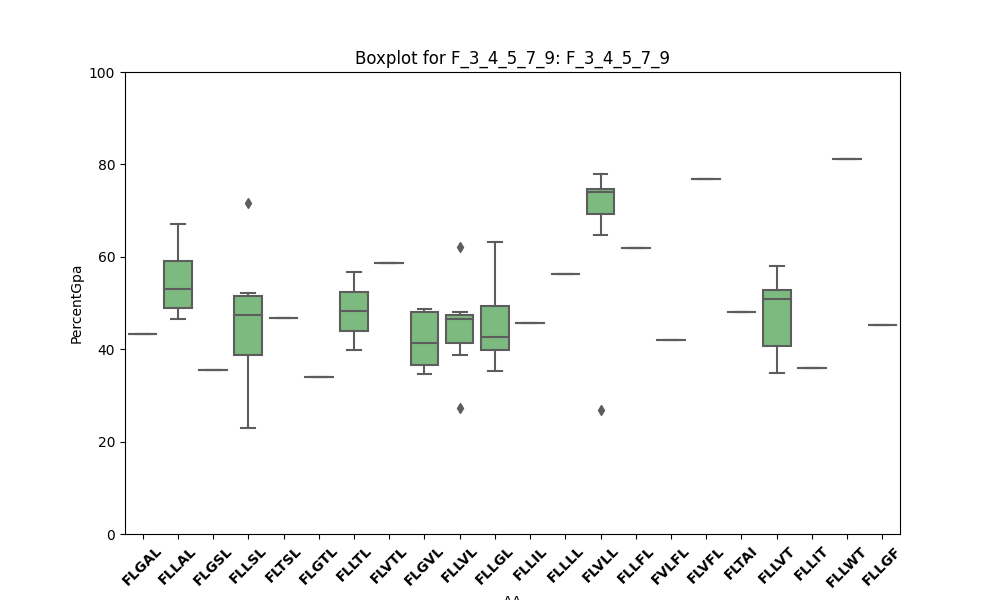 Boxplot for F_3_4_5_7_9: F_3_4_5_7_9
100
80
60
40
20
0
PercentGpa
FLGAL FLLAL FLGSL FLLSL FLTSL FLGTL FLLTL FLVTL FLGVL FLLVL FLLGL FLLIL FLLLL FLVLL FLLFL FVLFL FLVFL FLTAI FLLVT FLLIT FLLWT FLLGF
AA